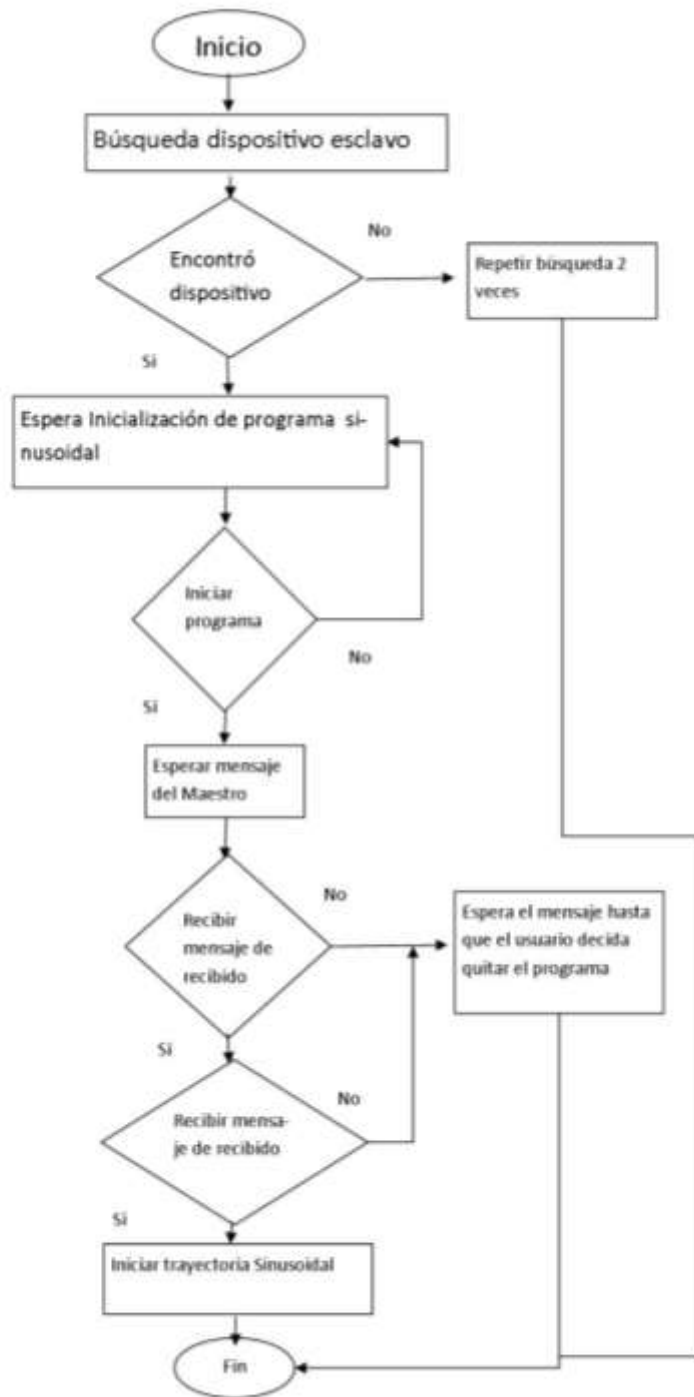 Inicio
Búsqueda dispositivo esclavo
No
Encontró
dispositivo
Repetir búsqueda 2
veces
Si
Espera Inicialización de programa si-
nusoidal
Iniciar
programa
No
Si
Esperar mensaje
del Maestro
No
Recibir
mensaje de
recibido
Espera el mensaje hasta
que el usuario decida
quitar el programa
Si
No
Recibir mensa-
je de recibido
Si
Iniciar trayectoria Sinusoidal
Fin